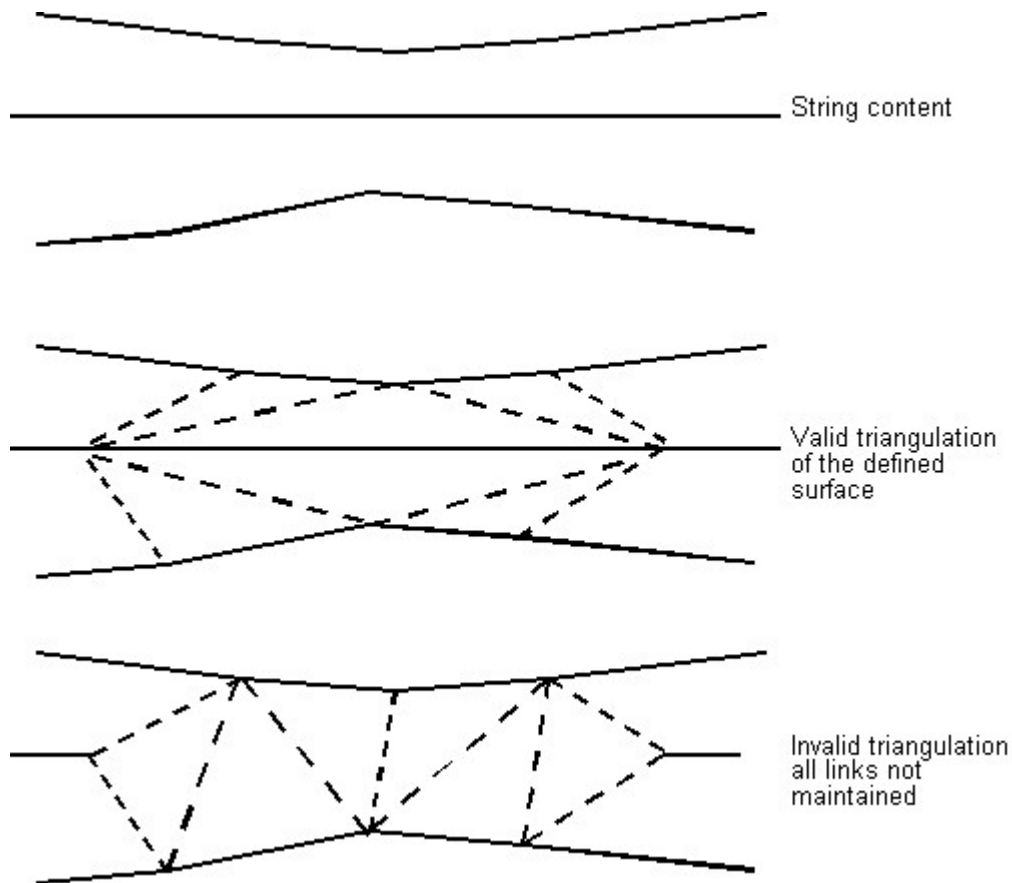 String content
Valid triangulation
of the defined
surface
Invalid triangulation
all links not
maintained